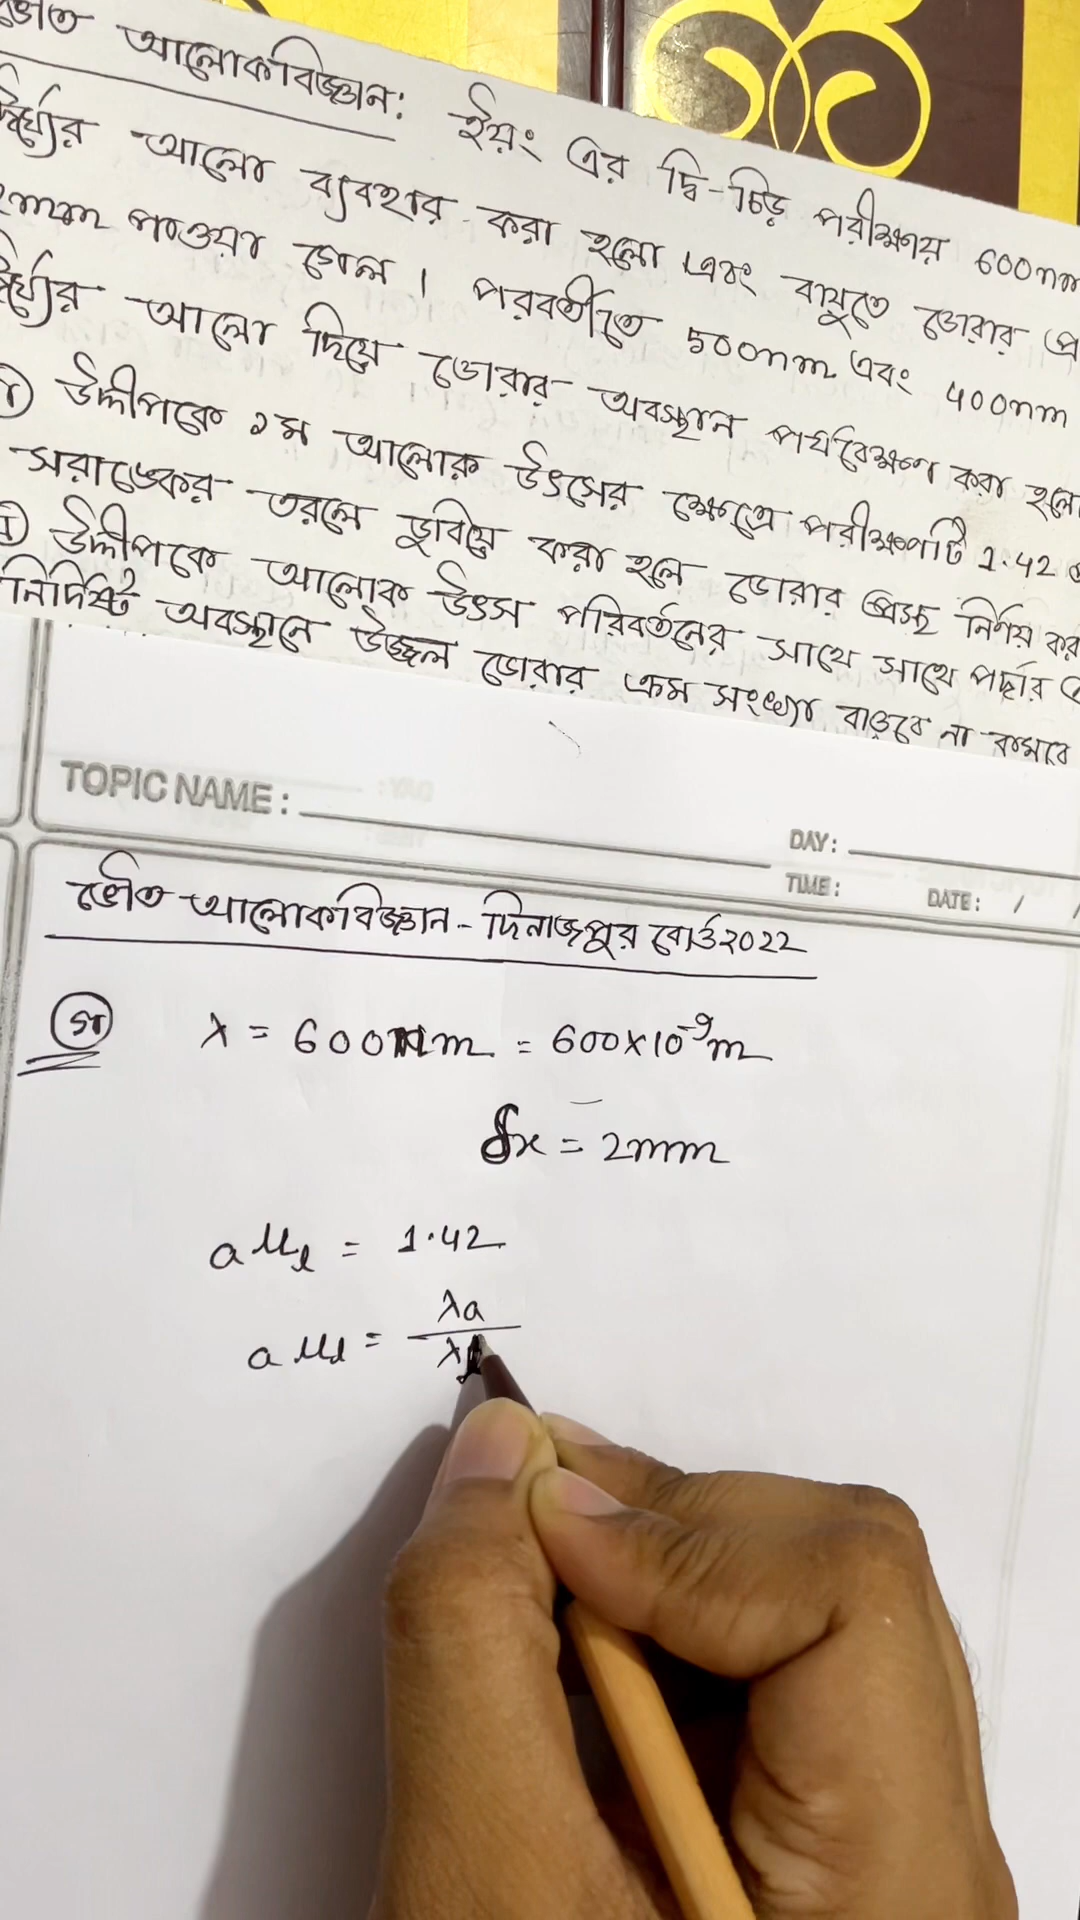 ভৌত আলোকবিজ্ঞান: ইয়ং এর দ্বি-চিড় পরীক্ষায় 600nm
আলো ব্যবহার করা হলো এবং বায়ুতে ডোরার
2mm পাওয়া গেল। পরবর্তীতে 500nm এবং 400nm
আলো দিয়ে ডোরার অবস্থান পর্যবেক্ষণ করা হলো
উদ্দীপকে ১ম আলোক উৎসের ক্ষেত্রে পরীক্ষণটি 1.42
সরাঙ্কের তরলে ডুবিয়ে করা হলে ডোরার প্রস্থ নির্ণয় কর
উদ্দীপকে আলোক উৎস পরিবর্তনের সাথে সাথে পর্দার
নির্দিষ্ট অবস্থানে উজ্জ্বল ডোরার ক্রম সংখ্যা বাড়বে না কমবে
TOPIC NAME:
DAY:
TIME: DATE: / /
ভৌত আলোকবিজ্ঞান - দিনাজপুর বোর্ড ২০২২
গ λ = 600nm = 600×10⁻⁹m
δx = 2mm
aμl = 1.42
aμl = λa
λ